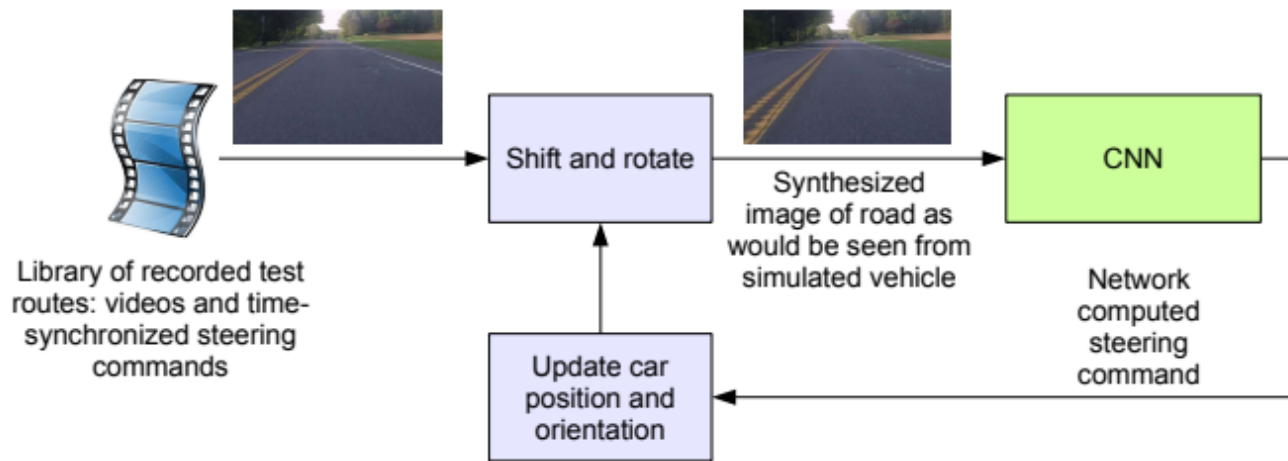 Shift and rotate
CNN
Synthesized
image of road as
would be seen from
simulated vehicle
Library of recorded test
routes: videos and time-
synchronized steering
commands
Network
computed
steering
command
Update car
position and
orientation